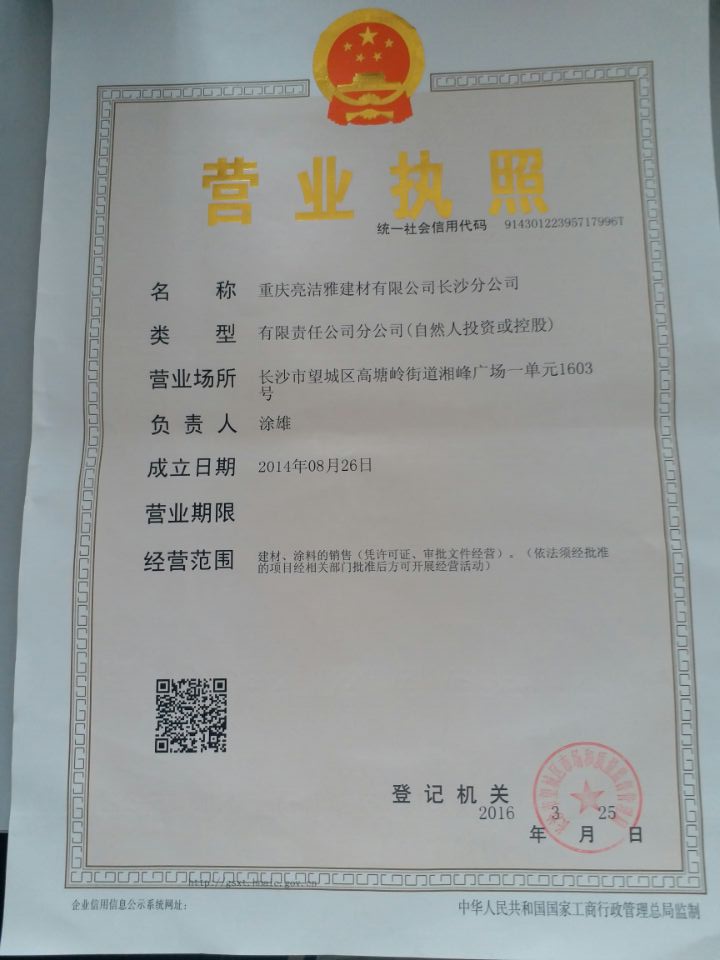 营业执照
统一社会信用代码 91430122395717996T
名称 重庆亮洁雅建材有限公司长沙分公司
类型 有限责任公司分公司(自然人投资或控股)
营业场所 长沙市望城区高塘岭街道湘峰广场一单元1603
号
负责人 涂雄
成立日期 2014年08月26日
营业期限
经营范围 建材、涂料的销售（凭许可证、审批文件经营）。（依法须经批准
的项目经相关部门批准后方可开展经营活动）
登记机关
2016 3 25
年 月 日
企业信用信息公示系统网址：
中华人民共和国国家工商行政管理总局监制